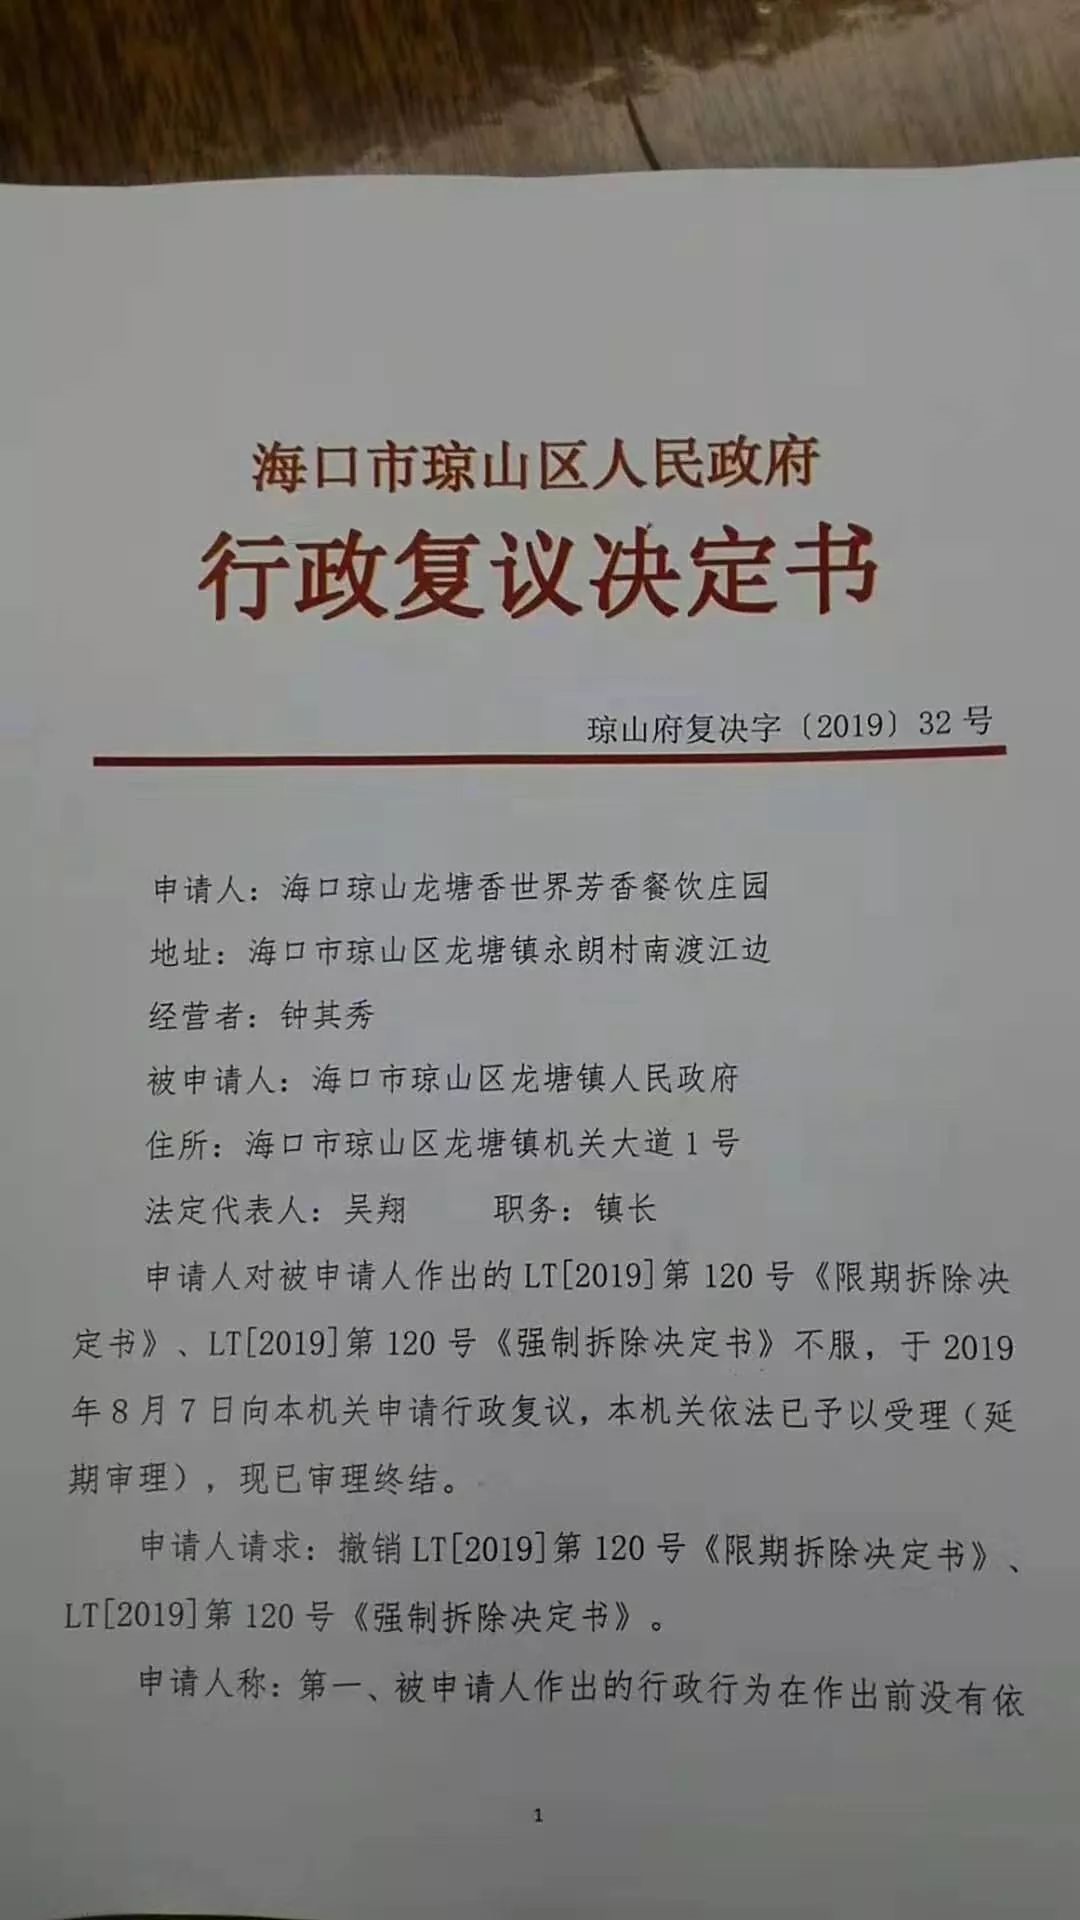 海口市琼山区人民政府
行政复议决定书
琼山府复决字〔2019〕32号
申请人：海口琼山龙塘香世界芳香餐饮庄园
地址：海口市琼山区龙塘镇永朗村南渡江边
经营者：钟其秀
被申请人：海口市琼山区龙塘镇人民政府
住所：海口市琼山区龙塘镇机关大道1号
法定代表人：吴翔　　职务：镇长
申请人对被申请人作出的LT[2019]第120号《限期拆除决
定书》、LT[2019]第120号《强制拆除决定书》不服，于2019
年8月7日向本机关申请行政复议，本机关依法已予以受理（延
期审理），现已审理终结。
申请人请求：撤销LT[2019]第120号《限期拆除决定书》、
LT[2019]第120号《强制拆除决定书》。
申请人称：第一、被申请人作出的行政行为在作出前没有依
1